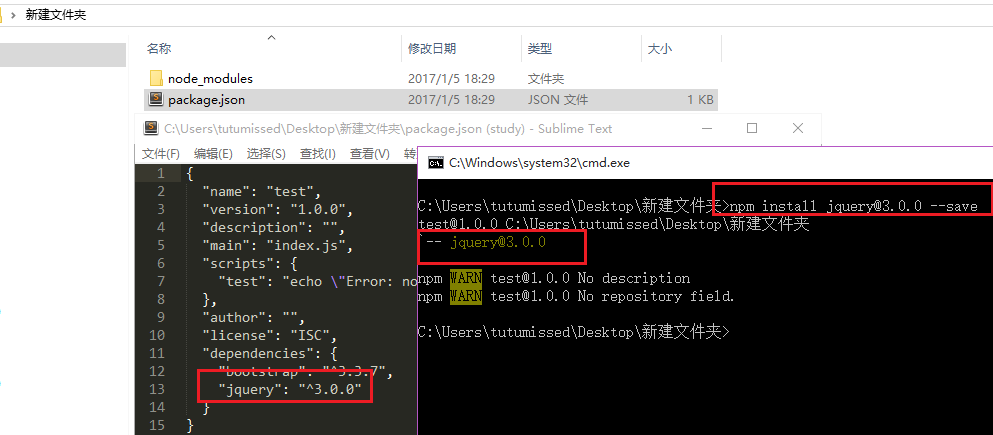 新建文件夹
名称 修改日期 类型 大小
node_modules 2017/1/5 18:29 文件夹
package.json 2017/1/5 18:29 JSON 文件 1 KB
C:\Users\tutumissed\Desktop\新建文件夹\package.json (study) - Sublime Text
文件(F) 编辑(E) 选择(S) 查找(I) 查看(V) 转
1 {
2 "name": "test",
3 "version": "1.0.0",
4 "description": "",
5 "main": "index.js",
6 "scripts": {
7 "test": "echo \"Error: no
8 },
9 "author": "",
10 "license": "ISC",
11 "dependencies": {
12 "bootstrap": "^3.3.7",
13 "jquery": "^3.0.0"
14 }
15 }
C:\Windows\system32\cmd.exe
C:\Users\tutumissed\Desktop\新建文件夹>npm install jquery@3.0.0 --save
test@1.0.0 C:\Users\tutumissed\Desktop\新建文件夹
`-- jquery@3.0.0
npm WARN test@1.0.0 No description
npm WARN test@1.0.0 No repository field.
C:\Users\tutumissed\Desktop\新建文件夹>